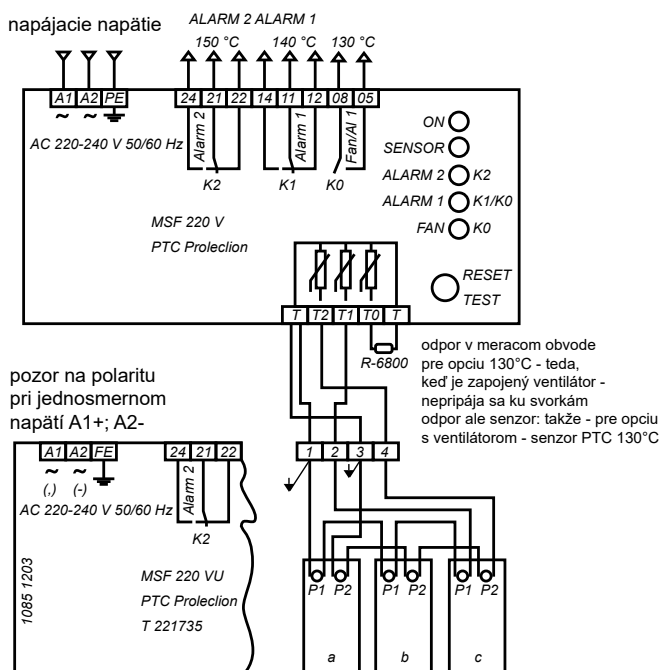 napájacie napätie
ALARM 2 ALARM 1
150 °C 140 °C 130 °C
A1 A2 PE 24 21 22 14 11 12 08 05
~ ~
AC 220-240 V 50/60 Hz
Alarm 2
Alarm 1
Fan/Al 1
K2 K1 K0
ON
SENSOR
ALARM 2 K2
ALARM 1 K1/K0
FAN K0
MSF 220 V
PTC Proleclion
RESET
TEST
T T2 T1 T0 T
R-6800
odpor v meracom obvode
pre opciu 130°C - teda,
keď je zapojený ventilátor -
nepripája sa ku svorkám
odpor ale senzor: takže - pre opciu
s ventilátorom - senzor PTC 130°C
pozor na polaritu
pri jednosmernom
napätí A1+; A2-
A1 A2 FE 24 21 22
~ ~
(,) (-)
AC 220-240 V 50/60 Hz
Alarm 2
K2
1085 1203
MSF 220 VU
PTC Proleclion
T 221735
1 2 3 4
P1 P2 P1 P2 P1 P2
a b c